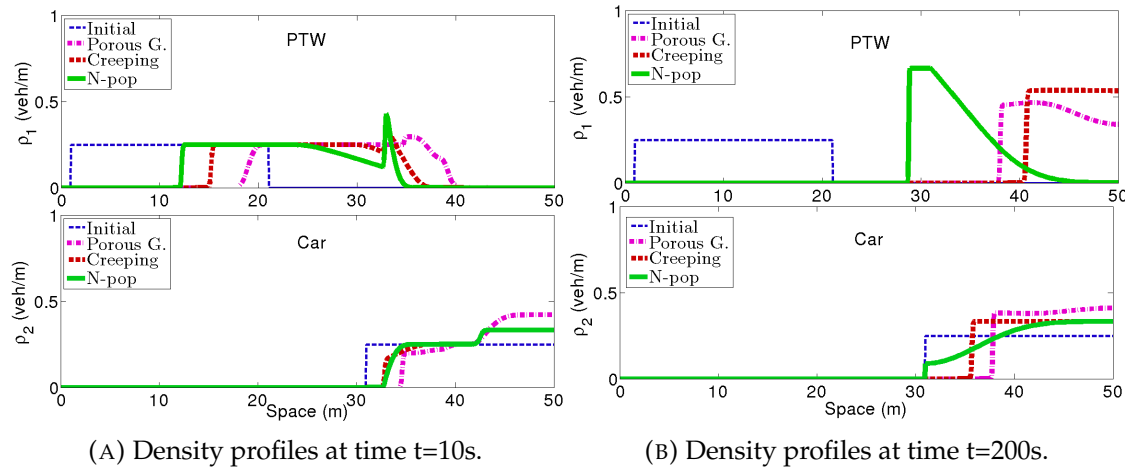 1
Initial
Porous G.
Creeping
N-pop
PTW
ρ1 (veh/m)
0.5
0
0 10 20 30 40 50
1
Initial
Porous G.
Creeping
N-pop
Car
ρ2 (veh/m)
0.5
0
0 10 20 30 40 50
Space (m)
(A) Density profiles at time t=10s.
1
Initial
Porous G.
Creeping
N-pop
PTW
ρ1 (veh/m)
0.5
0
0 10 20 30 40 50
1
Initial
Porous G.
Creeping
N-pop
Car
ρ2 (veh/m)
0.5
0
0 10 20 30 40 50
Space (m)
(B) Density profiles at time t=200s.